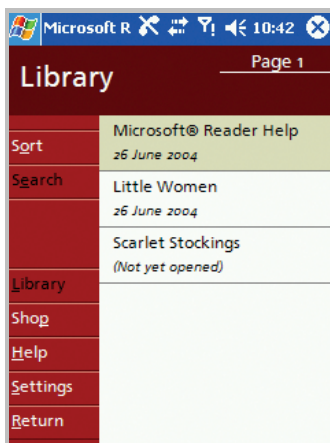 Microsoft R 10:42
Library
Page 1
Sort
Search
Library
Shop
Help
Settings
Return
Microsoft® Reader Help
26 June 2004
Little Women
26 June 2004
Scarlet Stockings
(Not yet opened)